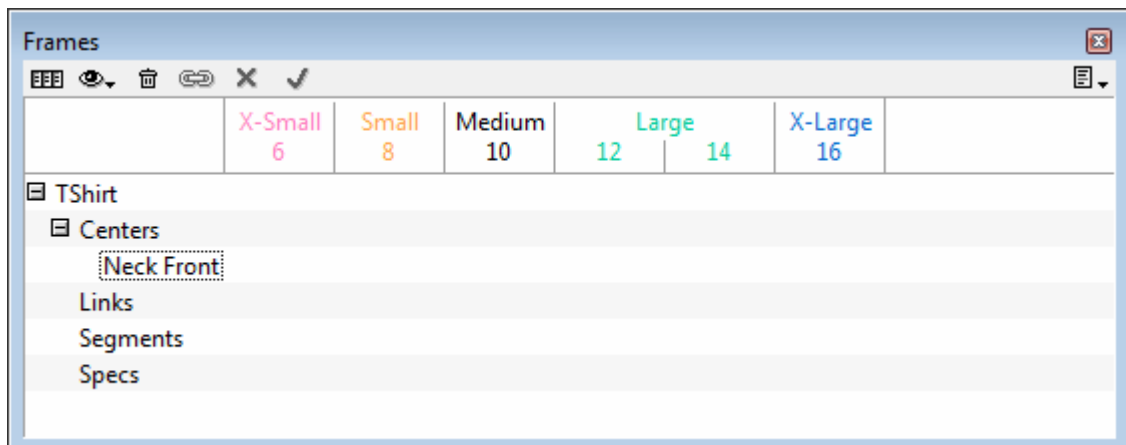 Frames
X-Small Small Medium Large X-Large
6 8 10 12 14 16
TShirt
Centers
Neck Front
Links
Segments
Specs